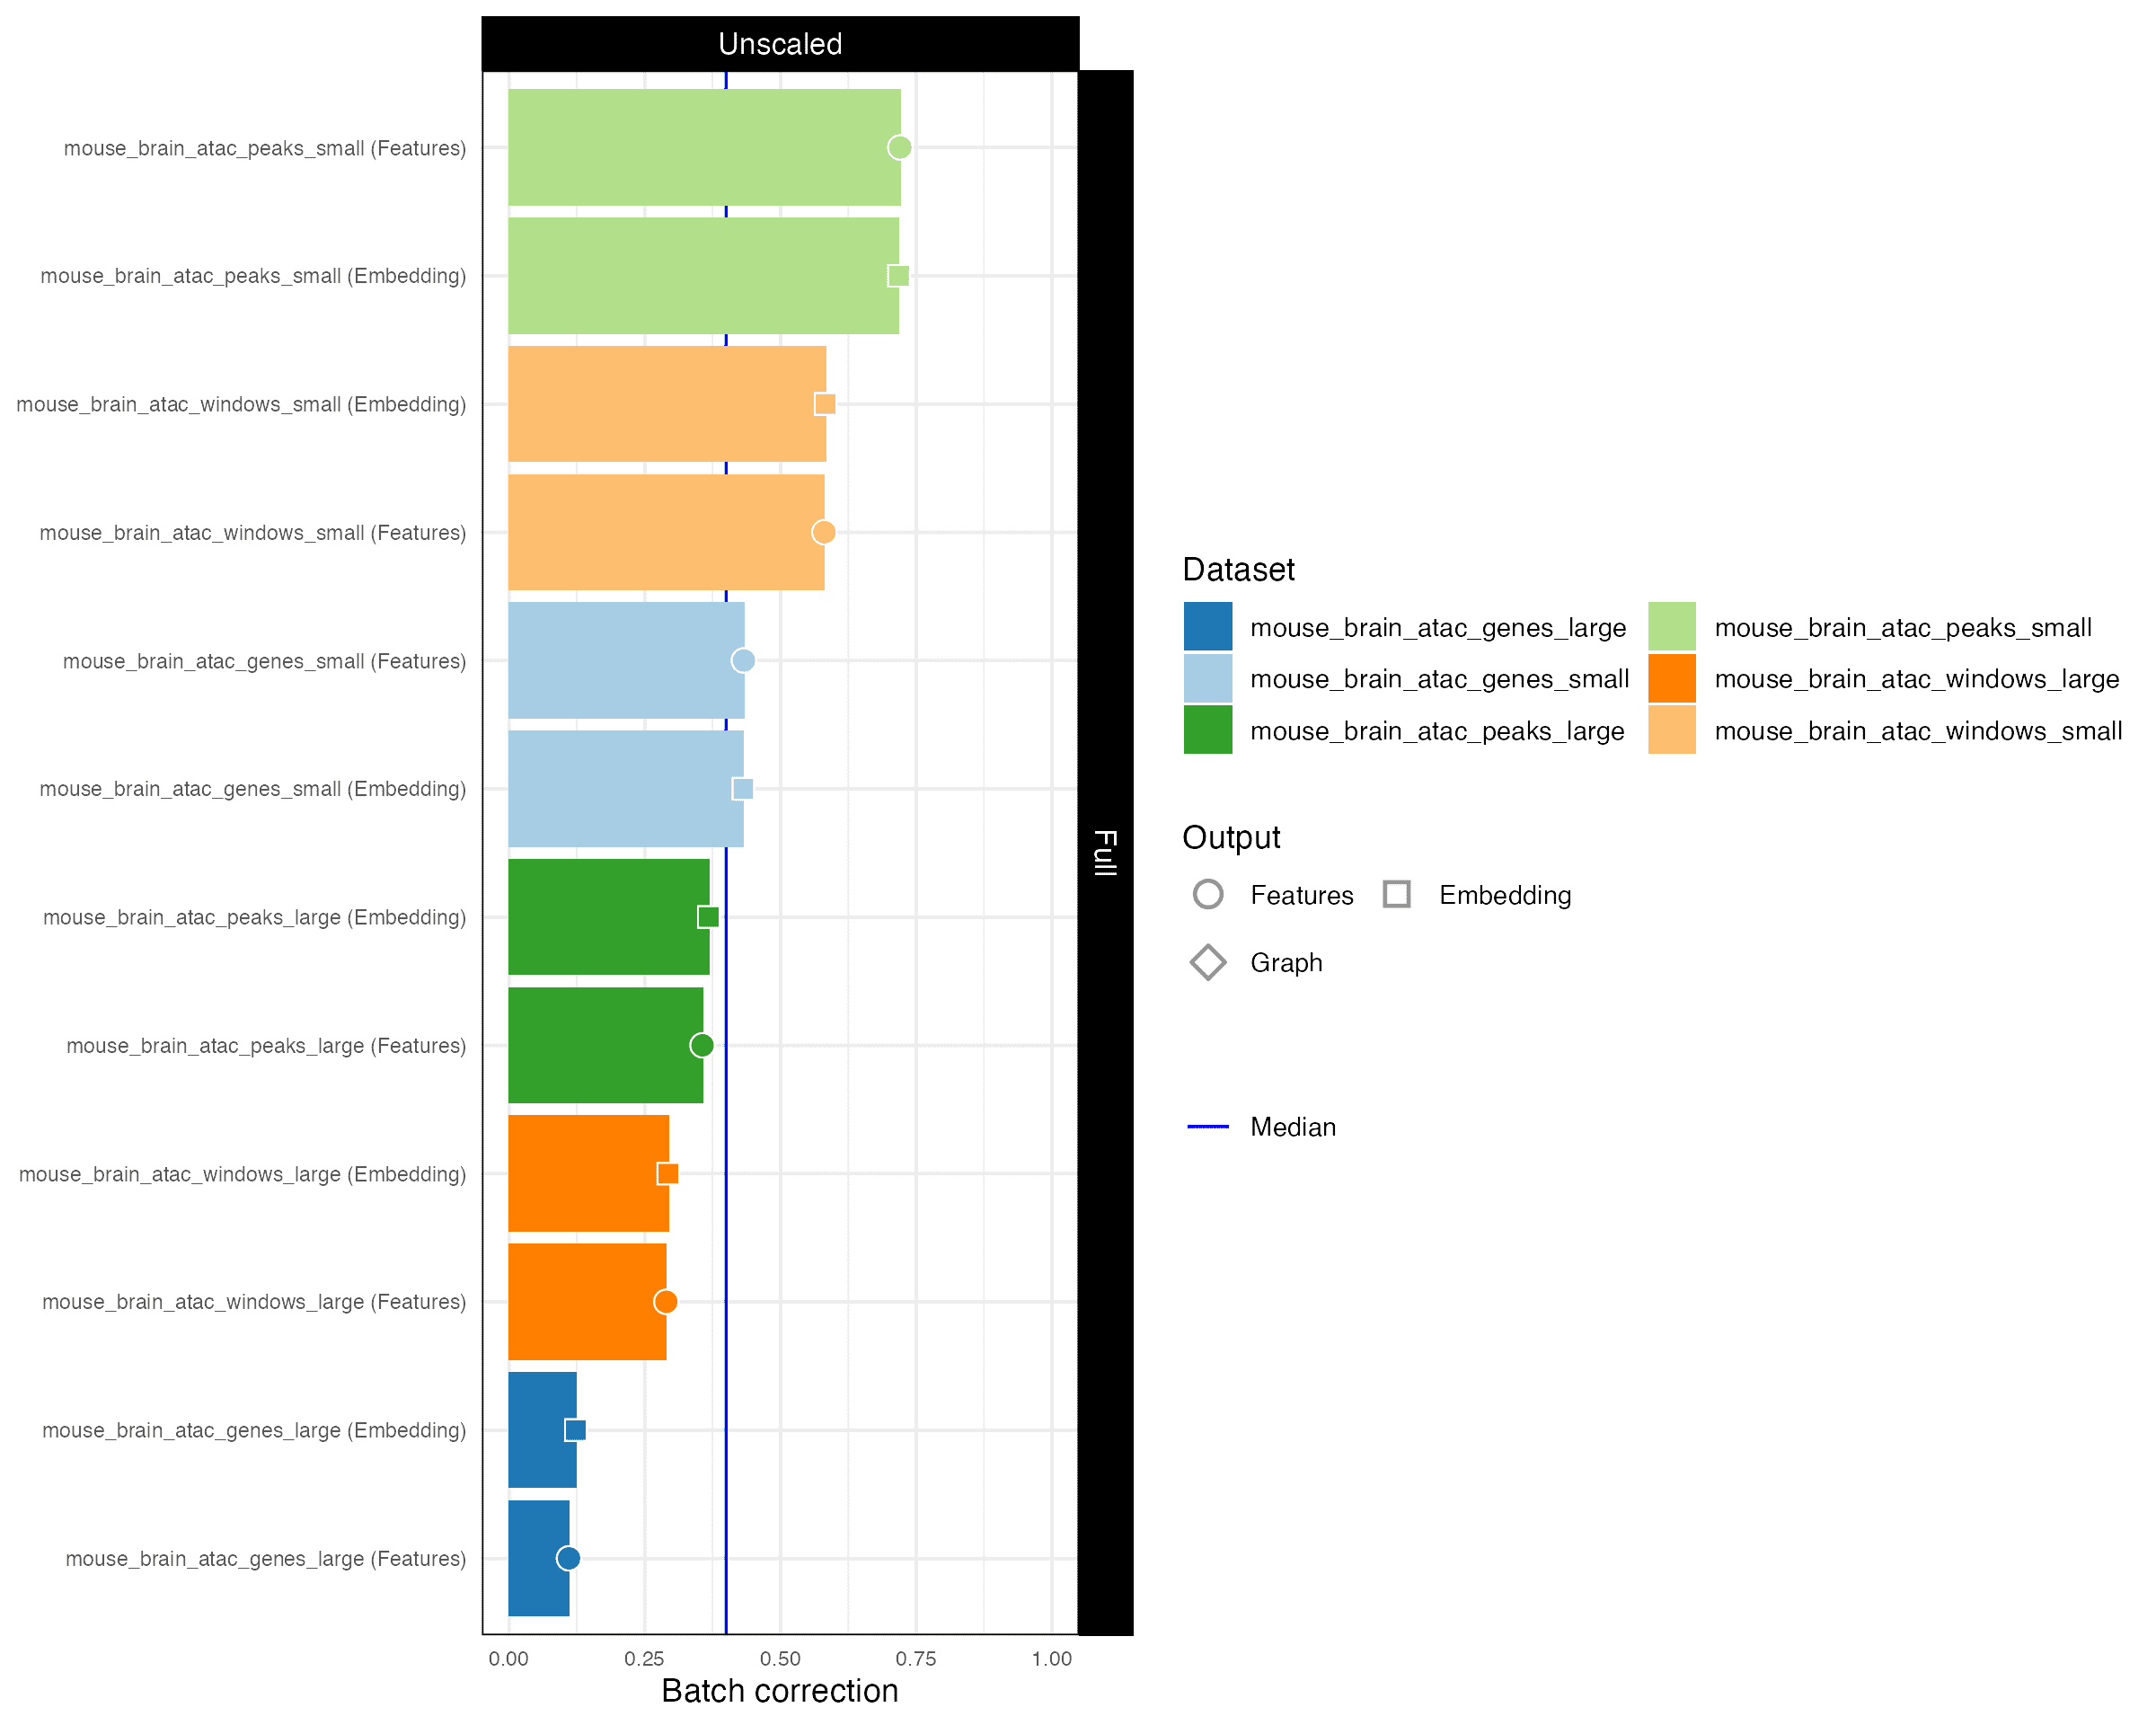 Unscaled
Full
mouse_brain_atac_peaks_small (Features)
mouse_brain_atac_peaks_small (Embedding)
mouse_brain_atac_windows_small (Embedding)
mouse_brain_atac_windows_small (Features)
mouse_brain_atac_genes_small (Features)
mouse_brain_atac_genes_small (Embedding)
mouse_brain_atac_peaks_large (Embedding)
mouse_brain_atac_peaks_large (Features)
mouse_brain_atac_windows_large (Embedding)
mouse_brain_atac_windows_large (Features)
mouse_brain_atac_genes_large (Embedding)
mouse_brain_atac_genes_large (Features)
0.00 0.25 0.50 0.75 1.00
Batch correction
Dataset
mouse_brain_atac_genes_large mouse_brain_atac_peaks_small
mouse_brain_atac_genes_small mouse_brain_atac_windows_large
mouse_brain_atac_peaks_large mouse_brain_atac_windows_small
Output
Features Embedding
Graph
Median